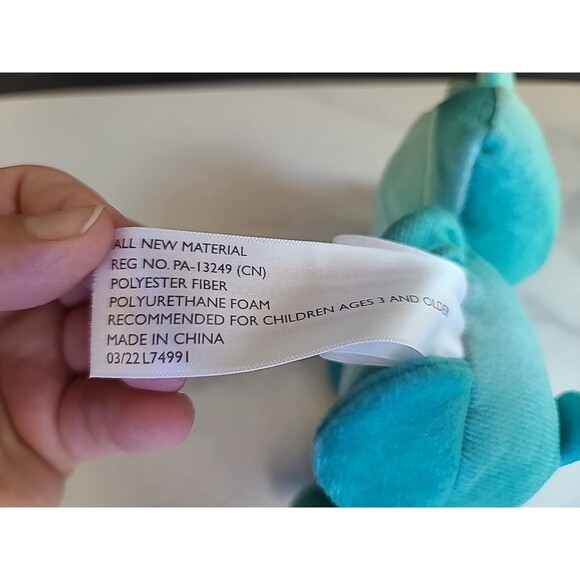 ALL NEW MATERIAL
REG NO. PA-13249 (CN)
POLYESTER FIBER
POLYURETHANE FOAM
RECOMMENDED FOR CHILDREN AGES 3 AND OLDER
MADE IN CHINA
03/22 L74991